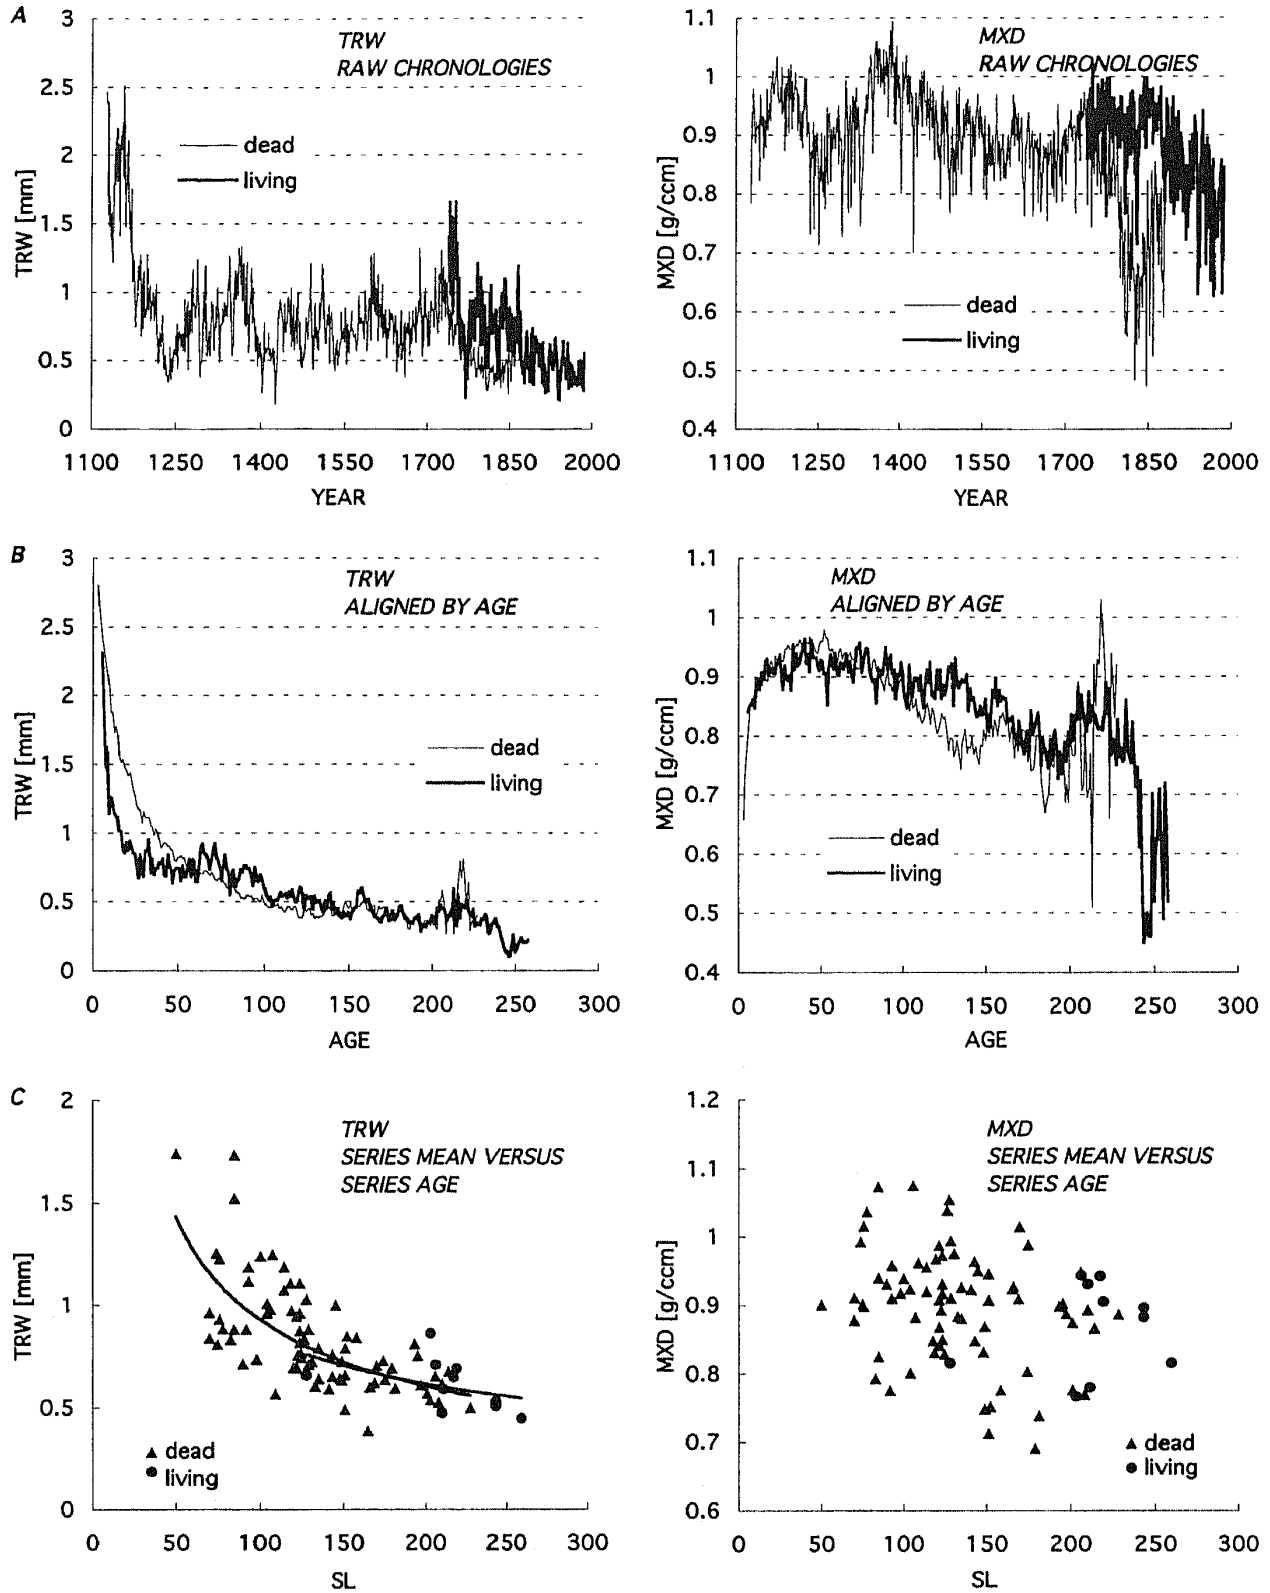 A
TRW
RAW CHRONOLOGIES
dead
living
3
2.5
2
1.5
1
0.5
0
TRW [mm]
1100 1250 1400 1550 1700 1850 2000
YEAR
MXD
RAW CHRONOLOGIES
dead
living
1.1
1
0.9
0.8
0.7
0.6
0.5
0.4
MXD [g/ccm]
1100 1250 1400 1550 1700 1850 2000
YEAR
B
TRW
ALIGNED BY AGE
dead
living
3
2.5
2
1.5
1
0.5
0
TRW [mm]
0 50 100 150 200 250 300
AGE
MXD
ALIGNED BY AGE
dead
living
1.1
1
0.9
0.8
0.7
0.6
0.5
0.4
MXD [g/ccm]
0 50 100 150 200 250 300
AGE
C
TRW
SERIES MEAN VERSUS
SERIES AGE
dead
living
2
1.5
1
0.5
0
TRW [mm]
0 50 100 150 200 250 300
SL
MXD
SERIES MEAN VERSUS
SERIES AGE
dead
living
1.2
1.1
1
0.9
0.8
0.7
0.6
MXD [g/ccm]
0 50 100 150 200 250 300
SL